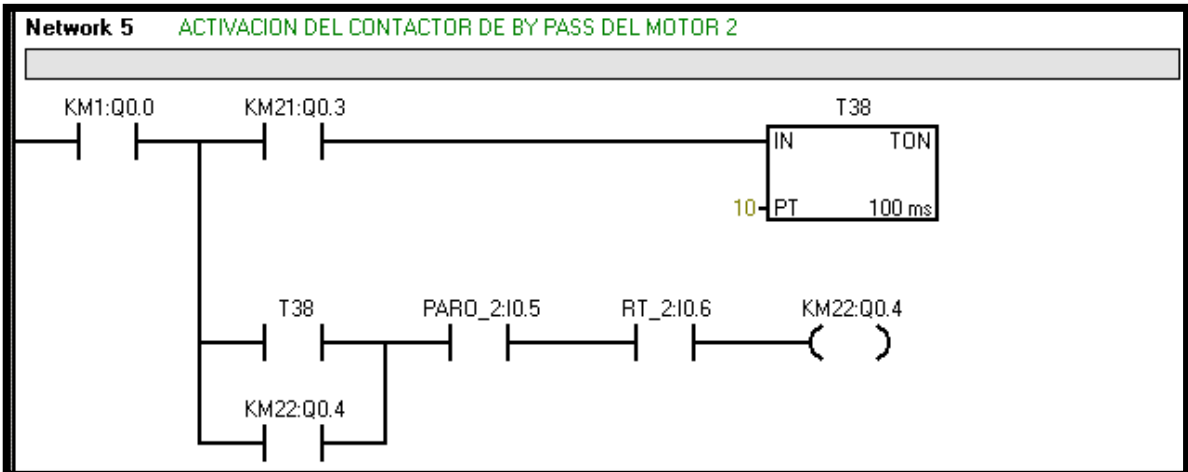 Network 5 ACTIVACION DEL CONTACTOR DE BY PASS DEL MOTOR 2
KM1:Q0.0 KM21:Q0.3 T38
IN TON
10 PT 100 ms
T38 PARO_2:I0.5 RT_2:I0.6 KM22:Q0.4
KM22:Q0.4